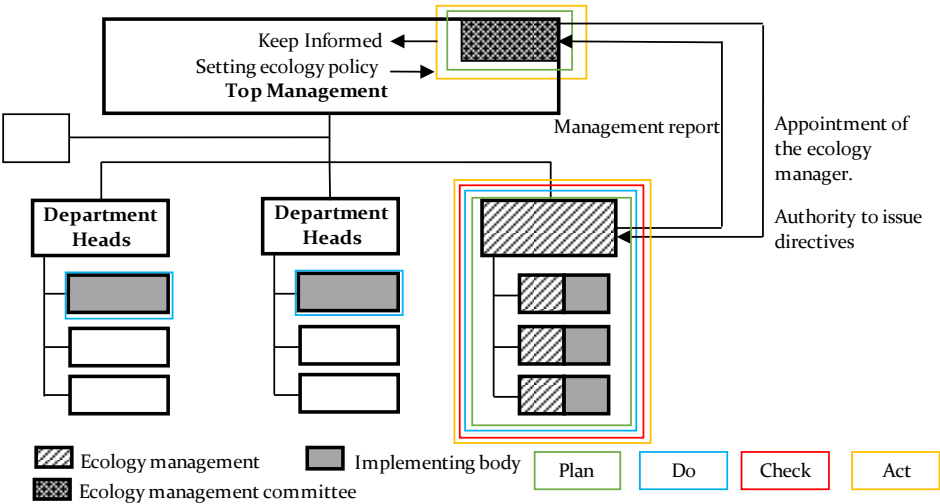 Keep Informed
Setting ecology policy
Top Management
Management report
Appointment of
the ecology
manager.
Authority to issue
directives
Department
Heads
Department
Heads
Ecology management
Implementing body
Ecology management committee
Plan
Do
Check
Act